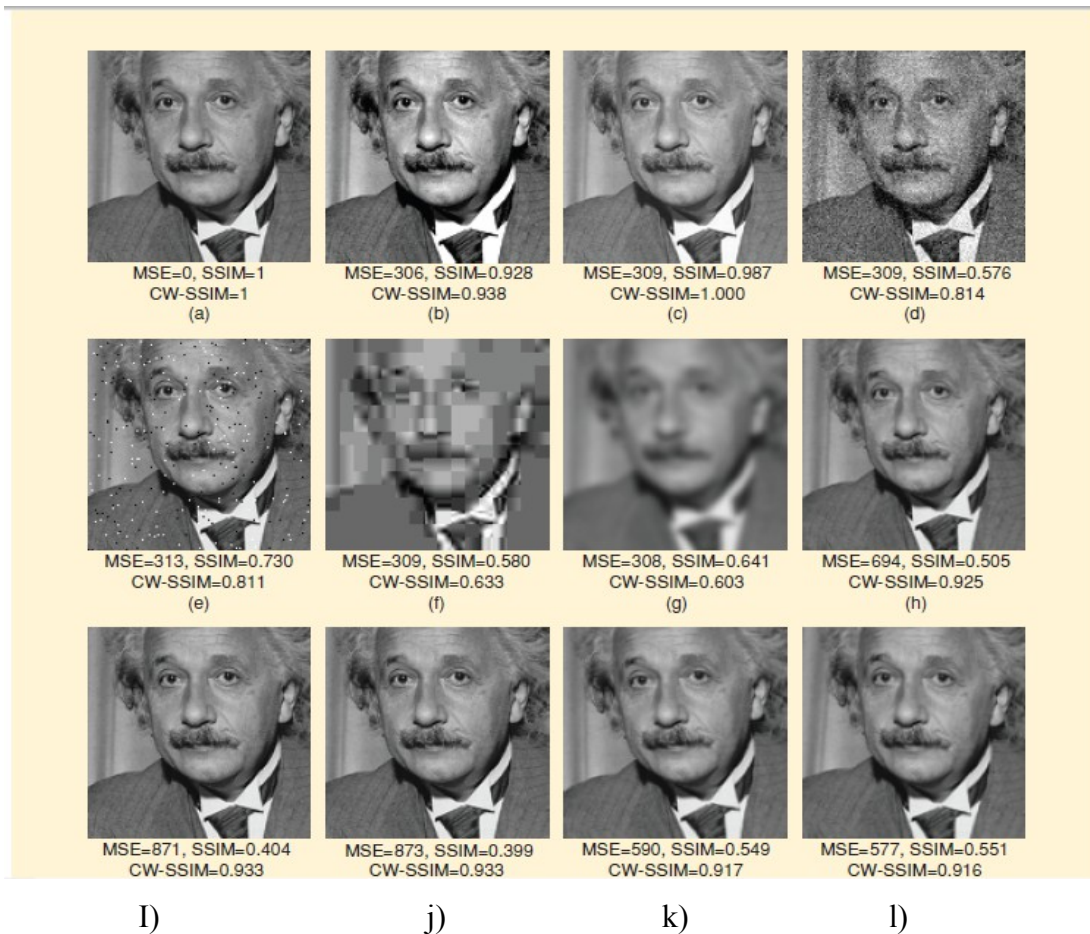 MSE=0, SSIM=1 MSE=306, SSIM=0.928 MSE=309, SSIM=0.987 MSE=309, SSIM=0.576
CW-SSIM=1 CW-SSIM=0.938 CW-SSIM=1.000 CW-SSIM=0.814
(a) (b) (c) (d)
MSE=313, SSIM=0.730 MSE=309, SSIM=0.580 MSE=308, SSIM=0.641 MSE=694, SSIM=0.505
CW-SSIM=0.811 CW-SSIM=0.633 CW-SSIM=0.603 CW-SSIM=0.925
(e) (f) (g) (h)
MSE=871, SSIM=0.404 MSE=873, SSIM=0.399 MSE=590, SSIM=0.549 MSE=577, SSIM=0.551
CW-SSIM=0.933 CW-SSIM=0.933 CW-SSIM=0.917 CW-SSIM=0.916
I) j) k) l)